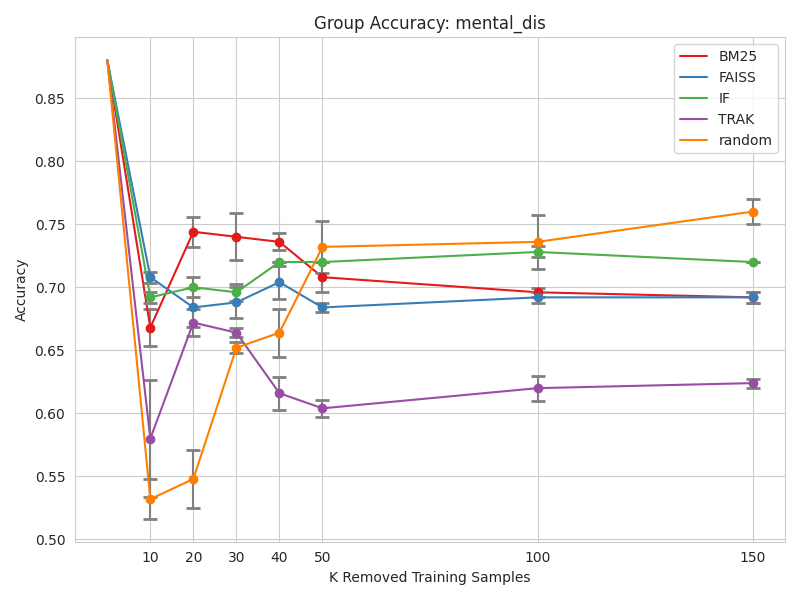 Group Accuracy: mental_dis
BM25
FAISS
IF
TRAK
random
Accuracy
0.85
0.80
0.75
0.70
0.65
0.60
0.55
0.50
10 20 30 40 50 100 150
K Removed Training Samples